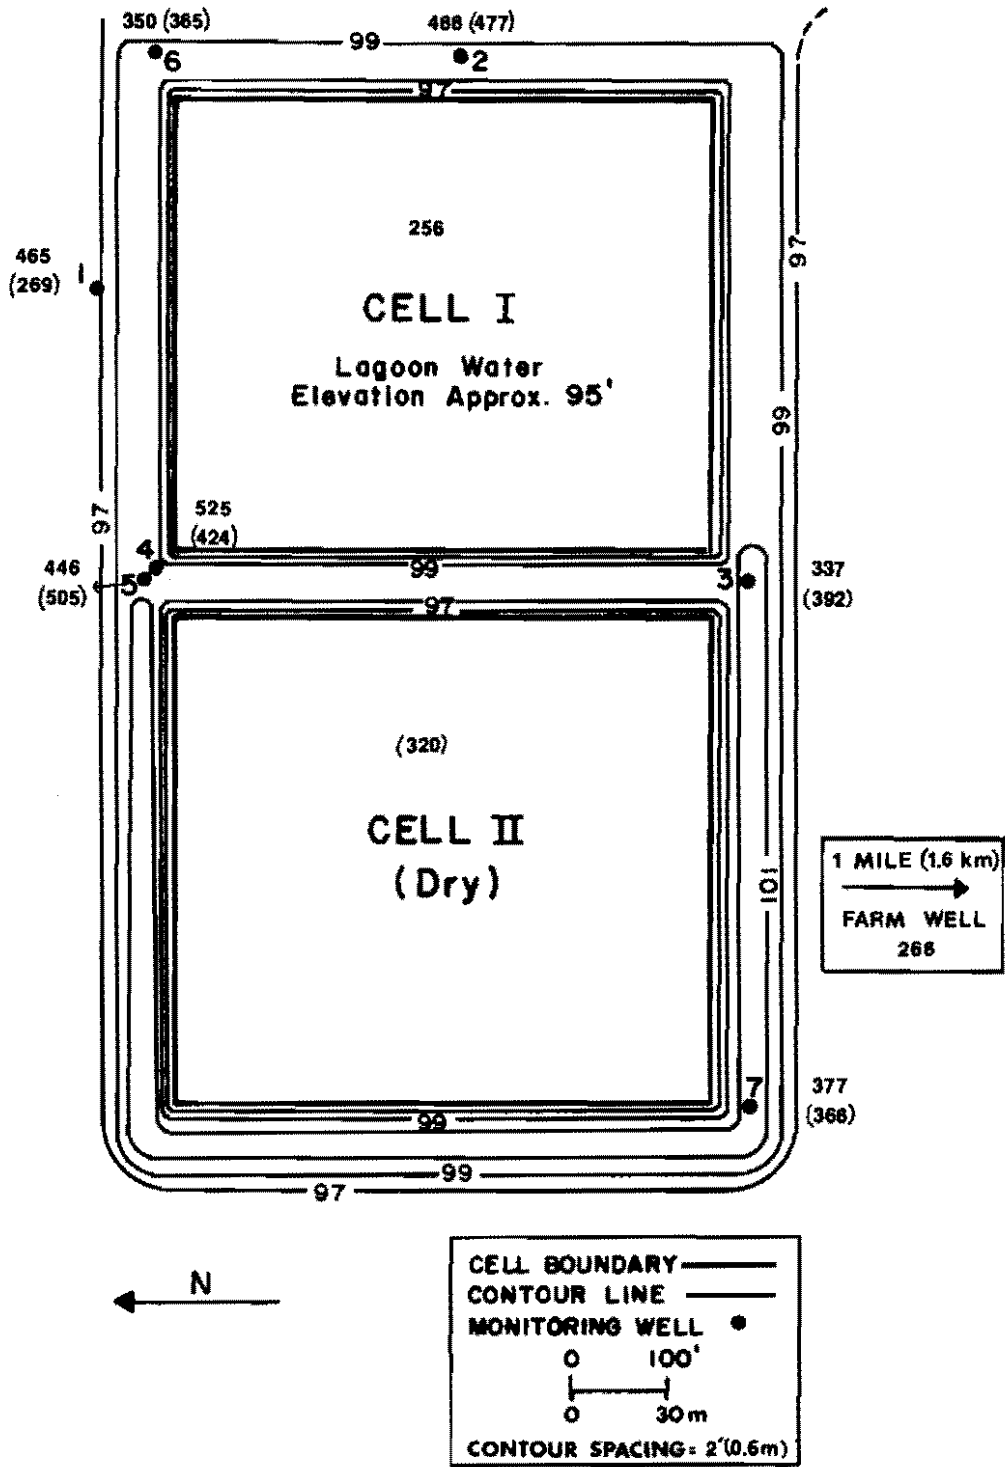 350 (365)
488 (477)
99
6
2
97
256
97
465
(269)
1
CELL I
Lagoon Water
Elevation Approx. 95'
99
525
(424)
97
4
446
(505)
5
99
3
337
(392)
97
(320)
CELL II
(Dry)
1 MILE (1.6 km)
FARM WELL
266
101
7
377
(366)
99
99
97
N
CELL BOUNDARY
CONTOUR LINE
MONITORING WELL
0 100'
0 30m
CONTOUR SPACING= 2'(0.6m)